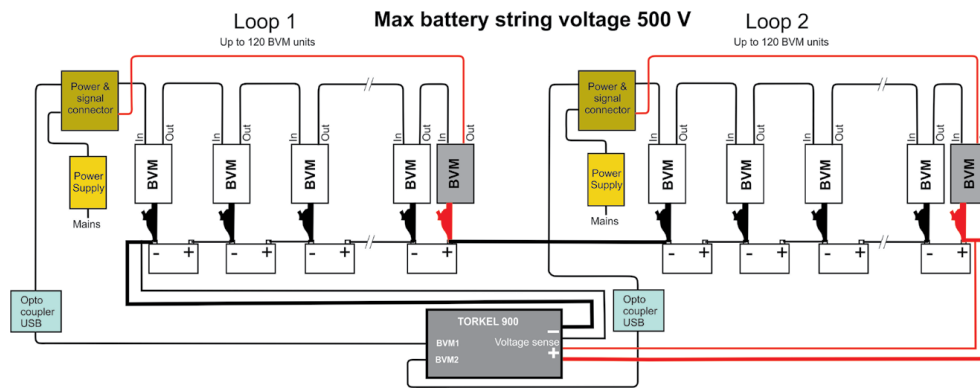 Loop 1
Max battery string voltage 500 V
Loop 2
Up to 120 BVM units
Up to 120 BVM units
Power &
signal
connector
In
Out
In
Out
In
Out
In
Out
In
Out
BVM
BVM
BVM
BVM
BVM
Power
Supply
Mains
- +
- +
- +
- +
- +
Power &
signal
connector
In
Out
In
Out
In
Out
In
Out
In
Out
BVM
BVM
BVM
BVM
BVM
Power
Supply
Mains
- +
- +
- +
- +
Opto
coupler
USB
Opto
coupler
USB
TORKEL 900
BVM1
BVM2
−
Voltage sense
+